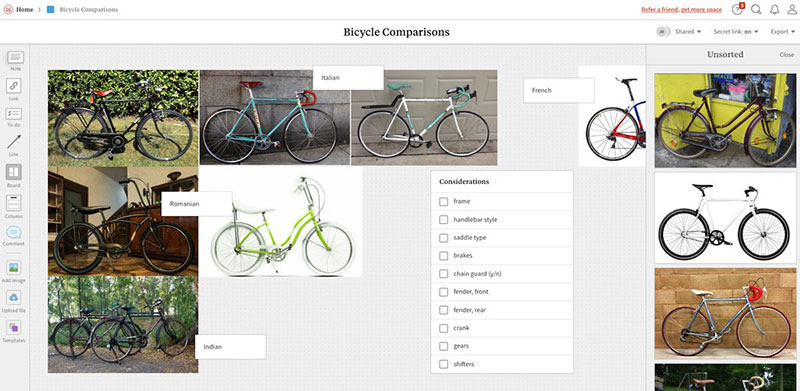 Home
Bicycle Comparisons
Refer a friend, get more space
3
Bicycle Comparisons
Shared
Secret link: on
Export
Note
Link
To-do
Line
Board
Column
Comment
Add image
Upload file
Templates
Italian
French
Romanian
Indian
Considerations
frame
handlebar style
saddle type
brakes
chain guard (y/n)
fender, front
fender, rear
crank
gears
shifters
Unsorted
Close